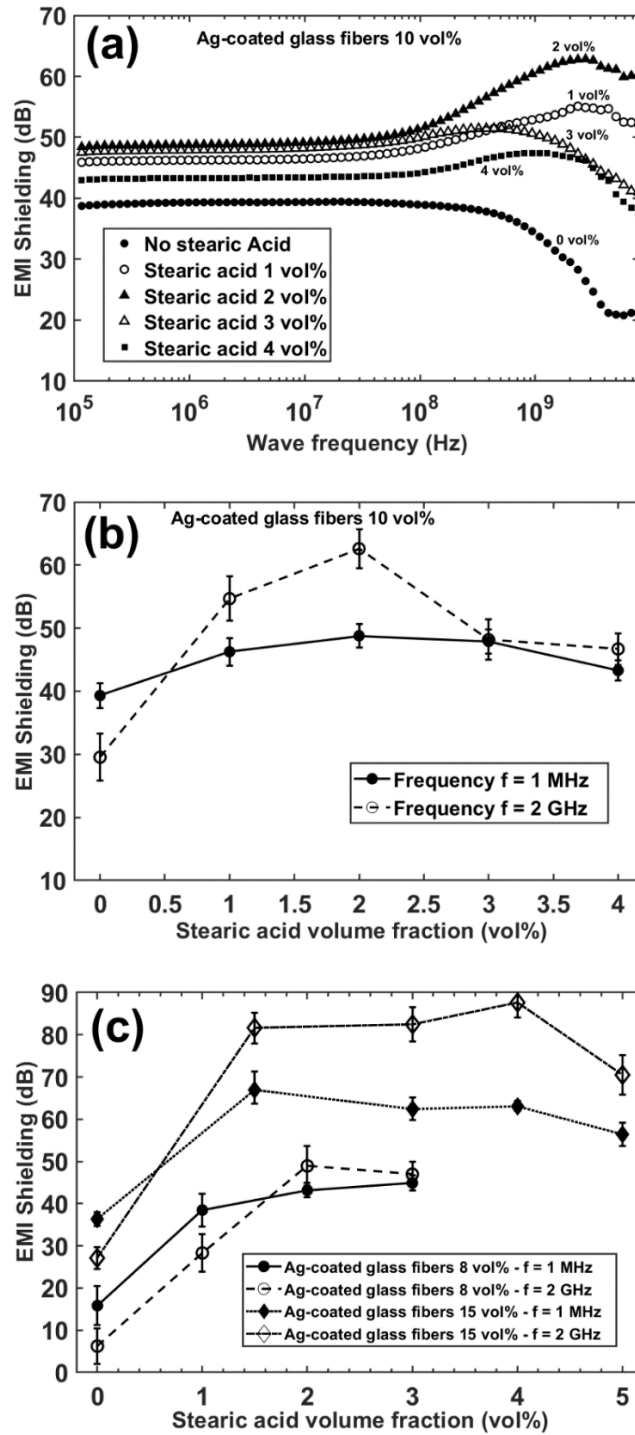 (a)
Ag-coated glass fibers 10 vol%
EMI Shielding (dB)
70
60
50
40
30
20
10
2 vol%
1 vol%
3 vol%
4 vol%
0 vol%
No stearic Acid
Stearic acid 1 vol%
Stearic acid 2 vol%
Stearic acid 3 vol%
Stearic acid 4 vol%
10^5 10^6 10^7 10^8 10^9
Wave frequency (Hz)
(b)
Ag-coated glass fibers 10 vol%
EMI Shielding (dB)
70
60
50
40
30
20
10
Frequency f = 1 MHz
Frequency f = 2 GHz
0 0.5 1 1.5 2 2.5 3 3.5 4
Stearic acid volume fraction (vol%)
(c)
EMI Shielding (dB)
90
80
70
60
50
40
30
20
10
0
Ag-coated glass fibers 8 vol% - f = 1 MHz
Ag-coated glass fibers 8 vol% - f = 2 GHz
Ag-coated glass fibers 15 vol% - f = 1 MHz
Ag-coated glass fibers 15 vol% - f = 2 GHz
0 1 2 3 4 5
Stearic acid volume fraction (vol%)